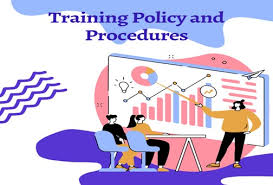 Training Policy and
Procedures